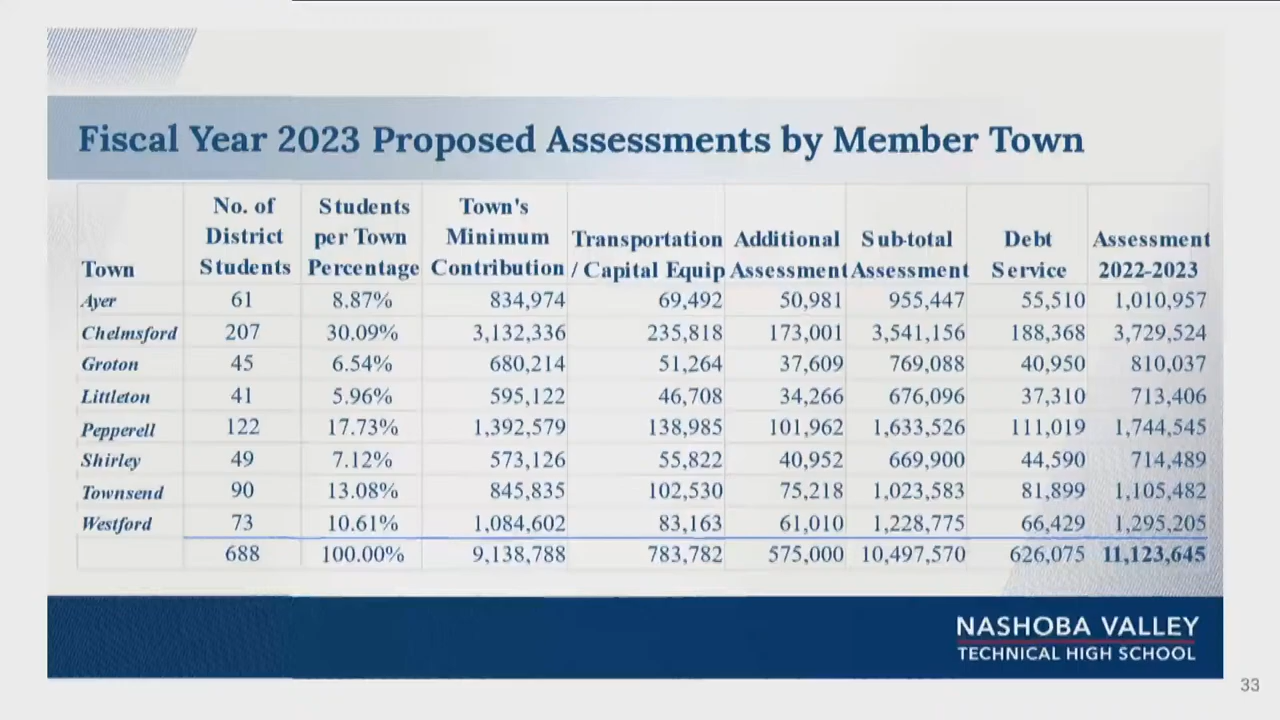 Fiscal Year 2023 Proposed Assessments by Member Town
Town No. of District Students Students per Town Percentage Town's Minimum Contribution Transportation / Capital Equip Additional Assessment Sub-total Assessment Debt Service Assessment 2022-2023
Ayer 61 8.87% 834,974 69,492 50,981 955,447 55,510 1,010,957
Chelmsford 207 30.09% 3,132,336 235,818 173,001 3,541,156 188,368 3,729,524
Groton 45 6.54% 680,214 51,264 37,609 769,088 40,950 810,037
Littleton 41 5.96% 595,122 46,708 34,266 676,096 37,310 713,406
Pepperell 122 17.73% 1,392,579 138,985 101,962 1,633,526 111,019 1,744,545
Shirley 49 7.12% 573,126 55,822 40,952 669,900 44,590 714,489
Townsend 90 13.08% 845,835 102,530 75,218 1,023,583 81,899 1,105,482
Westford 73 10.61% 1,084,602 83,163 61,010 1,228,775 66,429 1,295,205
688 100.00% 9,138,788 783,782 575,000 10,497,570 626,075 11,123,645
NASHOBA VALLEY
TECHNICAL HIGH SCHOOL
33